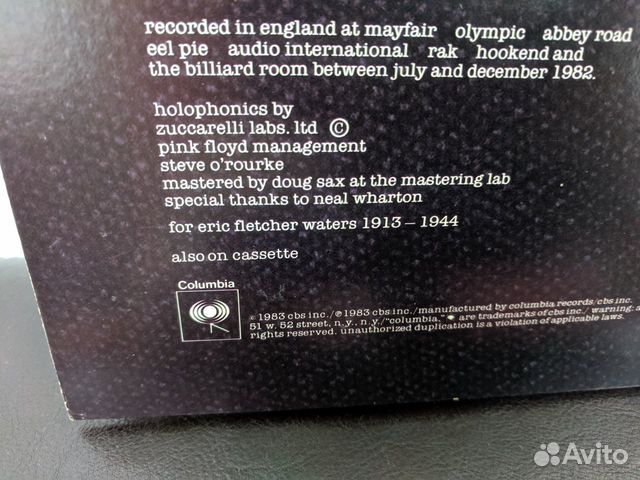 recorded in england at mayfair olympic abbey road
eel pie audio international rak hookend and
the billiard room between july and december 1982.
holophonics by
zuccarelli labs. ltd ©
pink floyd management
steve o'rourke
mastered by doug sax at the mastering lab
special thanks to neal wharton
for eric fletcher waters 1913 – 1944
also on cassette
Columbia
© 1983 cbs inc./℗1983 cbs inc./manufactured by columbia records/cbs inc.
51 w. 52 street, n.y., n.y./"columbia," are trademarks of cbs inc./ warning: a
rights reserved. unauthorized duplication is a violation of applicable laws.
Avito